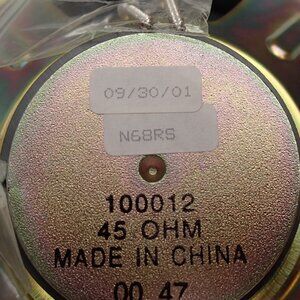 09/30/01
N68RS
100012
45 OHM
MADE IN CHINA
00 47